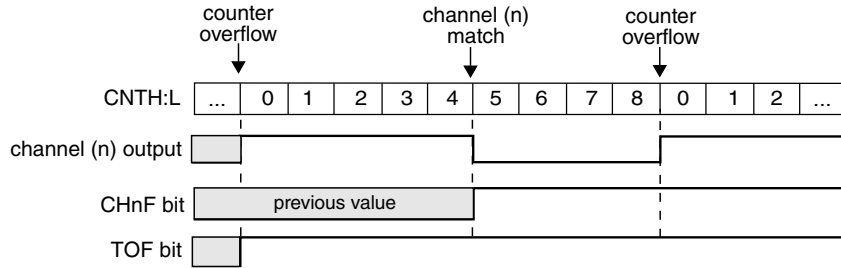 counter
overflow
channel (n)
match
counter
overflow
CNTH:L ... 0 1 2 3 4 5 6 7 8 0 1 2 ...
channel (n) output
CHnF bit previous value
TOF bit